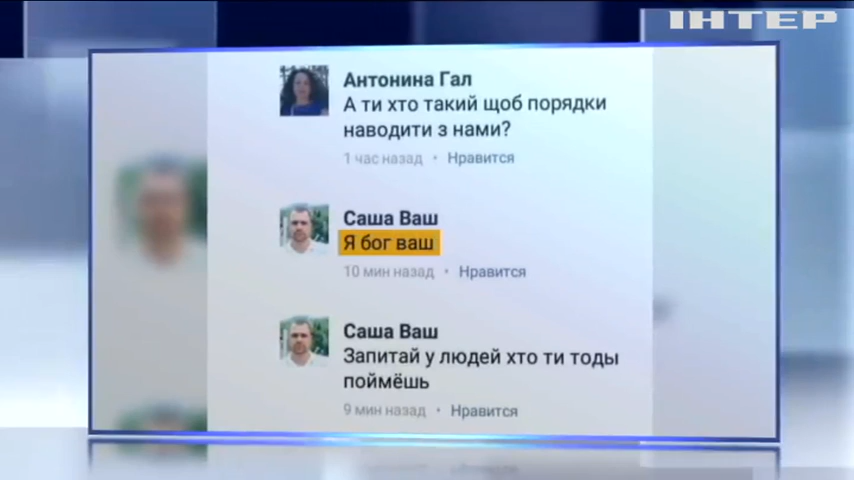 ІНТЕР
Антонина Гал
А ти хто такий щоб порядки
наводити з нами?
1 час назад • Нравится
Саша Ваш
Я бог ваш
10 мин назад • Нравится
Саша Ваш
Запитай у людей хто ти тоды
поймёшь
9 мин назад • Нравится